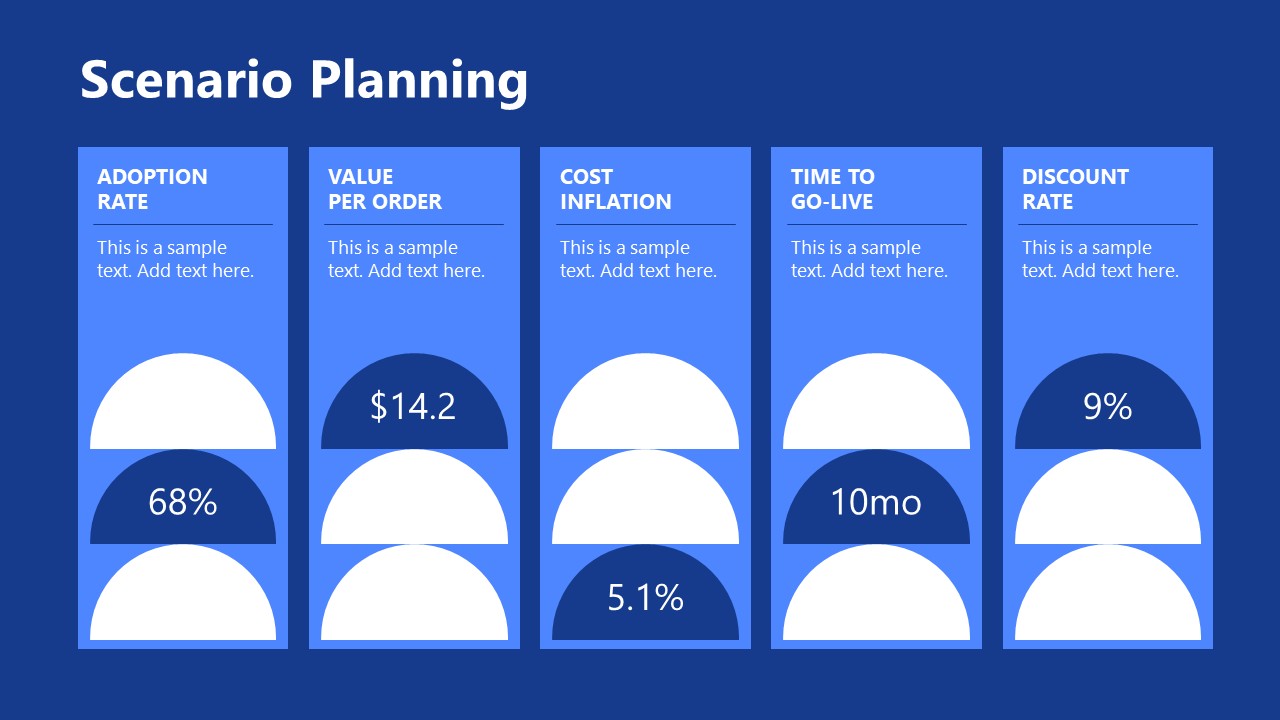 Scenario Planning
ADOPTION
RATE
This is a sample
text. Add text here.
68%
VALUE
PER ORDER
This is a sample
text. Add text here.
$14.2
COST
INFLATION
This is a sample
text. Add text here.
5.1%
TIME TO
GO-LIVE
This is a sample
text. Add text here.
10mo
DISCOUNT
RATE
This is a sample
text. Add text here.
9%